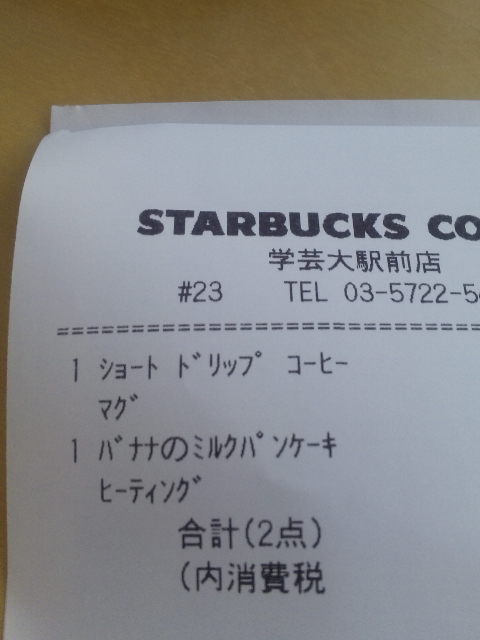 STARBUCKS CO
学芸大駅前店
#23 TEL 03-5722-5
==============================
1 ｼｮｰﾄ ﾄﾞﾘｯﾌﾟ ｺｰﾋｰ
ﾏｸﾞ
1 ﾊﾞﾅﾅのﾐﾙｸﾊﾟﾝｹｰｷ
ﾋｰﾃｨﾝｸﾞ
合計(2点)
(内消費税